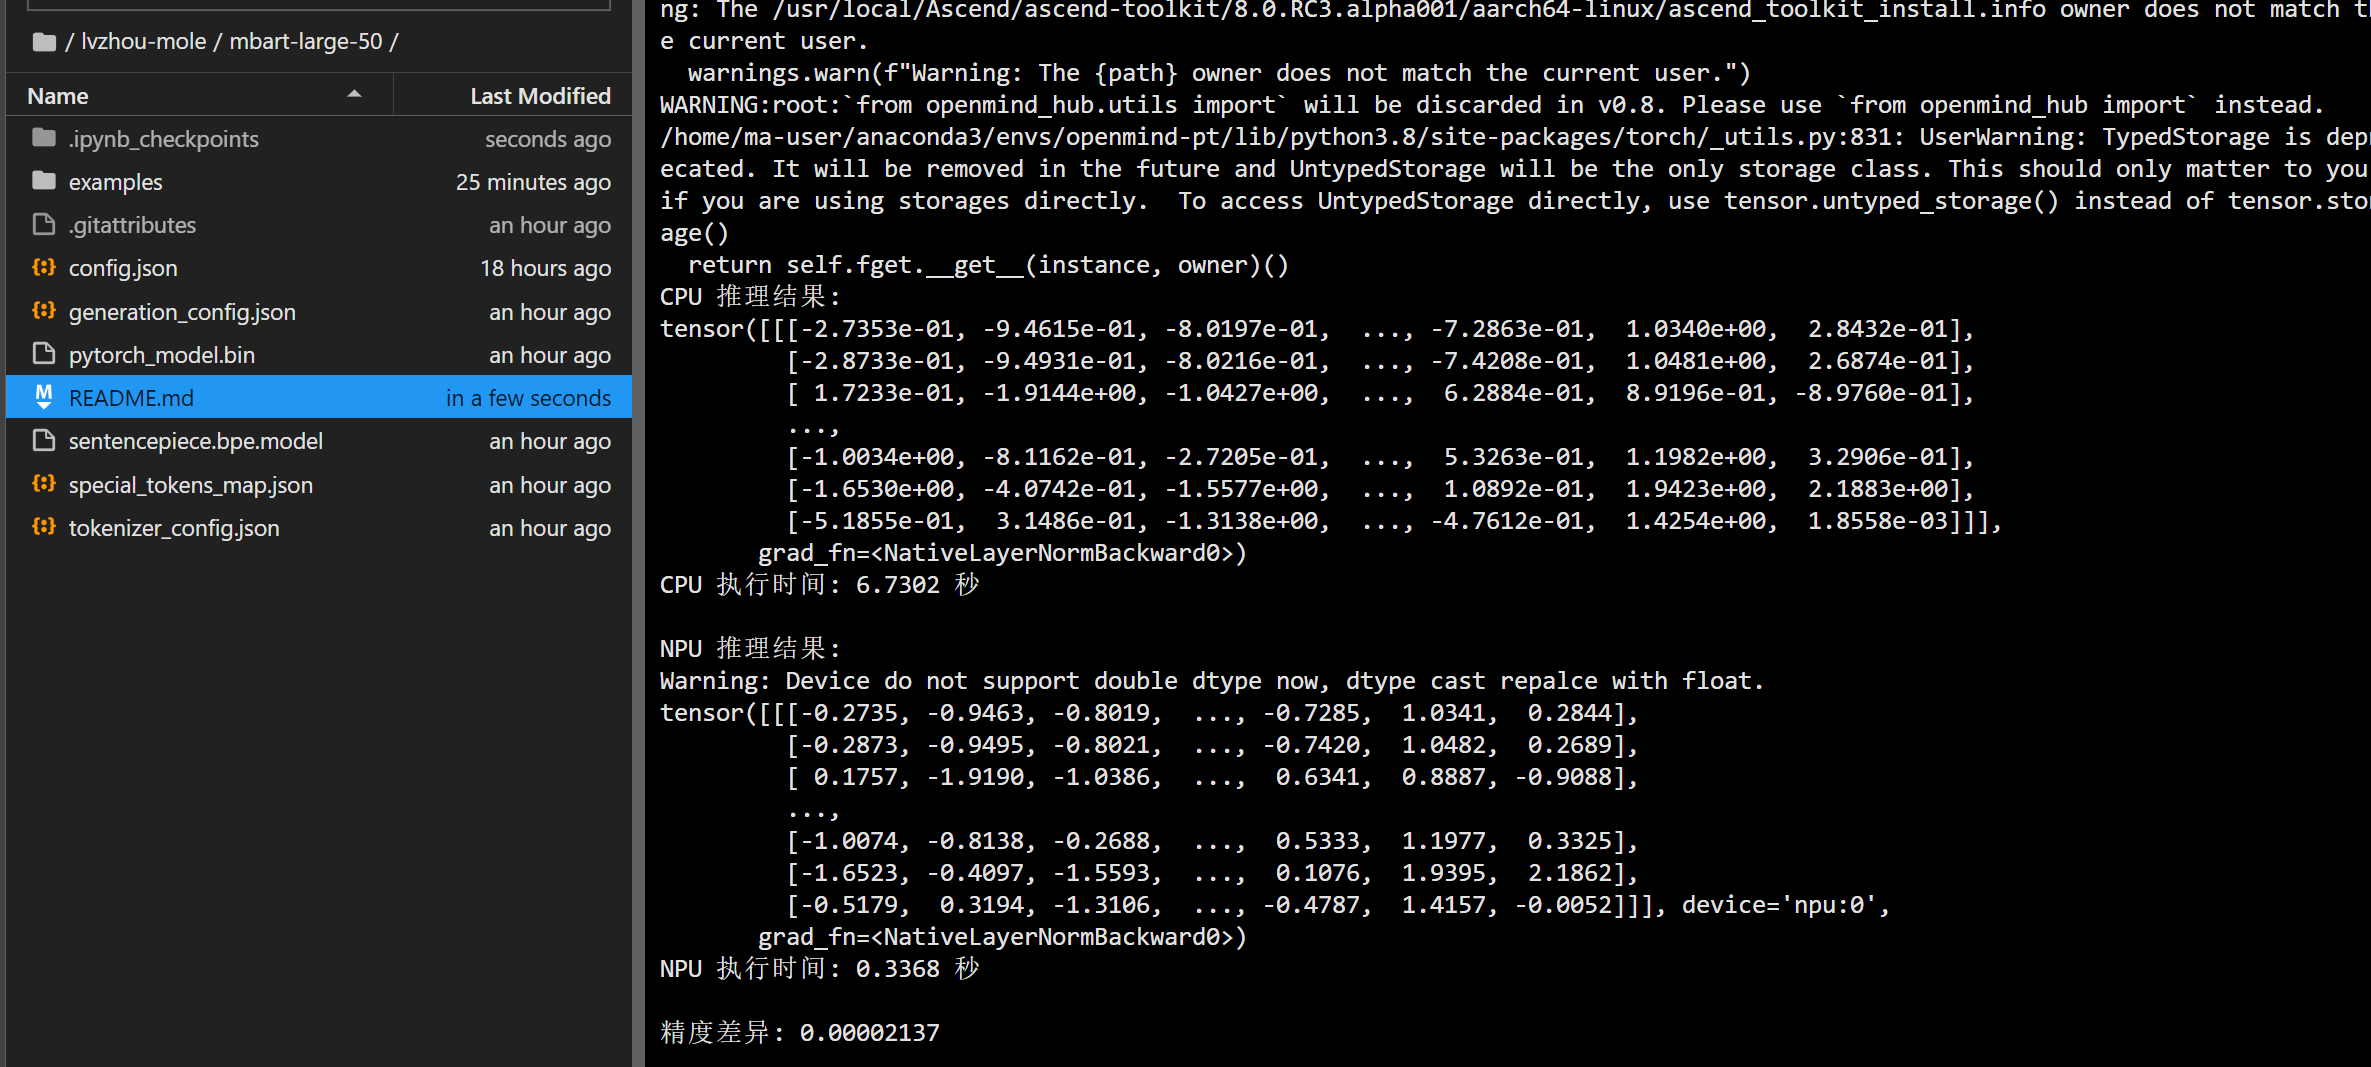 / lvzhou-mole / mbart-large-50 /
Name Last Modified
.ipynb_checkpoints seconds ago
examples 25 minutes ago
.gitattributes an hour ago
config.json 18 hours ago
generation_config.json an hour ago
pytorch_model.bin an hour ago
README.md in a few seconds
sentencepiece.bpe.model an hour ago
special_tokens_map.json an hour ago
tokenizer_config.json an hour ago
ng: The /usr/local/Ascend/ascend-toolkit/8.0.RC3.alpha001/aarch64-linux/ascend_toolkit_install.info owner does not match th
e current user.
  warnings.warn(f"Warning: The {path} owner does not match the current user.")
WARNING:root:`from openmind_hub.utils import` will be discarded in v0.8. Please use `from openmind_hub import` instead.
/home/ma-user/anaconda3/envs/openmind-pt/lib/python3.8/site-packages/torch/_utils.py:831: UserWarning: TypedStorage is depr
ecated. It will be removed in the future and UntypedStorage will be the only storage class. This should only matter to you
if you are using storages directly.  To access UntypedStorage directly, use tensor.untyped_storage() instead of tensor.stor
age()
  return self.fget.__get__(instance, owner)()
CPU 推理结果:
tensor([[[-2.7353e-01, -9.4615e-01, -8.0197e-01,  ..., -7.2863e-01,  1.0340e+00,  2.8432e-01],
         [-2.8733e-01, -9.4931e-01, -8.0216e-01,  ..., -7.4208e-01,  1.0481e+00,  2.6874e-01],
         [ 1.7233e-01, -1.9144e+00, -1.0427e+00,  ...,  6.2884e-01,  8.9196e-01, -8.9760e-01],
         ...,
         [-1.0034e+00, -8.1162e-01, -2.7205e-01,  ...,  5.3263e-01,  1.1982e+00,  3.2906e-01],
         [-1.6530e+00, -4.0742e-01, -1.5577e+00,  ...,  1.0892e-01,  1.9423e+00,  2.1883e+00],
         [-5.1855e-01,  3.1486e-01, -1.3138e+00,  ..., -4.7612e-01,  1.4254e+00,  1.8558e-03]]],
       grad_fn=<NativeLayerNormBackward0>)
CPU 执行时间: 6.7302 秒
NPU 推理结果:
Warning: Device do not support double dtype now, dtype cast repalce with float.
tensor([[[-0.2735, -0.9463, -0.8019,  ..., -0.7285,  1.0341,  0.2844],
         [-0.2873, -0.9495, -0.8021,  ..., -0.7420,  1.0482,  0.2689],
         [ 0.1757, -1.9190, -1.0386,  ...,  0.6341,  0.8887, -0.9088],
         ...,
         [-1.0074, -0.8138, -0.2688,  ...,  0.5333,  1.1977,  0.3325],
         [-1.6523, -0.4097, -1.5593,  ...,  0.1076,  1.9395,  2.1862],
         [-0.5179,  0.3194, -1.3106,  ..., -0.4787,  1.4157, -0.0052]]], device='npu:0',
       grad_fn=<NativeLayerNormBackward0>)
NPU 执行时间: 0.3368 秒
精度差异: 0.00002137